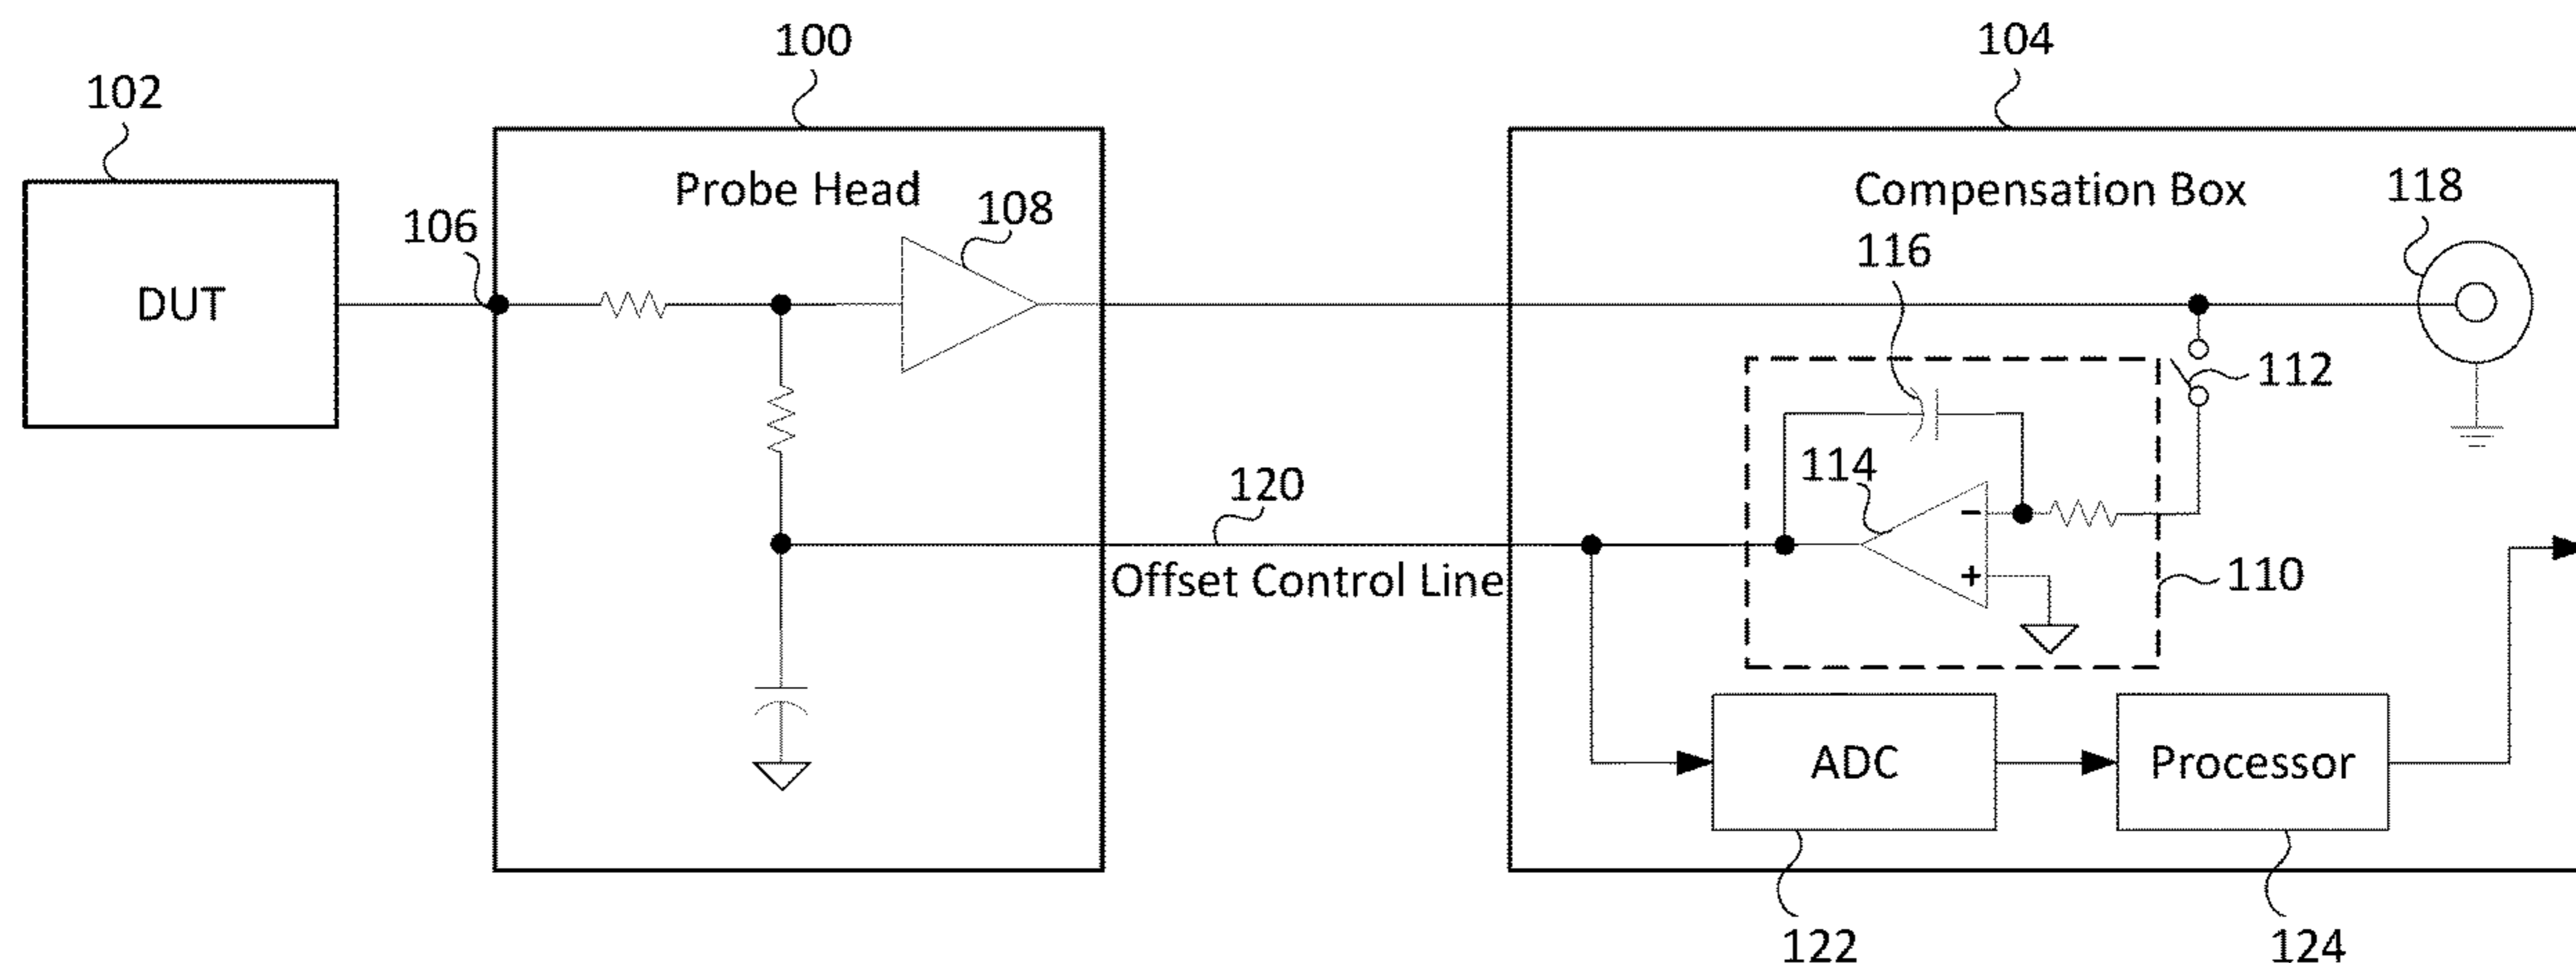 100
104
102
Probe Head
Compensation Box
118
108
106
116
DUT
112
114
120
-
Offset Control Line
+
110
ADC
Processor
122
124